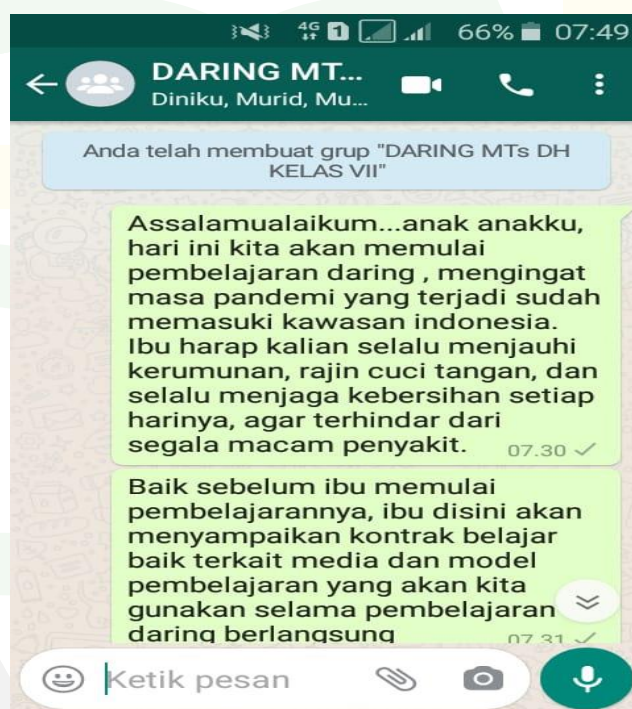 4G 1 66% 07:49
DARING MT...
Diniku, Murid, Mu...
Anda telah membuat grup "DARING MTs DH
KELAS VII"
Assalamualaikum...anak anakku,
hari ini kita akan memulai
pembelajaran daring , mengingat
masa pandemi yang terjadi sudah
memasuki kawasan indonesia.
Ibu harap kalian selalu menjauhi
kerumunan, rajin cuci tangan, dan
selalu menjaga kebersihan setiap
harinya, agar terhindar dari
segala macam penyakit. 07.30
Baik sebelum ibu memulai
pembelajarannya, ibu disini akan
menyampaikan kontrak belajar
baik terkait media dan model
pembelajaran yang akan kita
gunakan selama pembelajaran
daring berlangsung 07.31
Ketik pesan